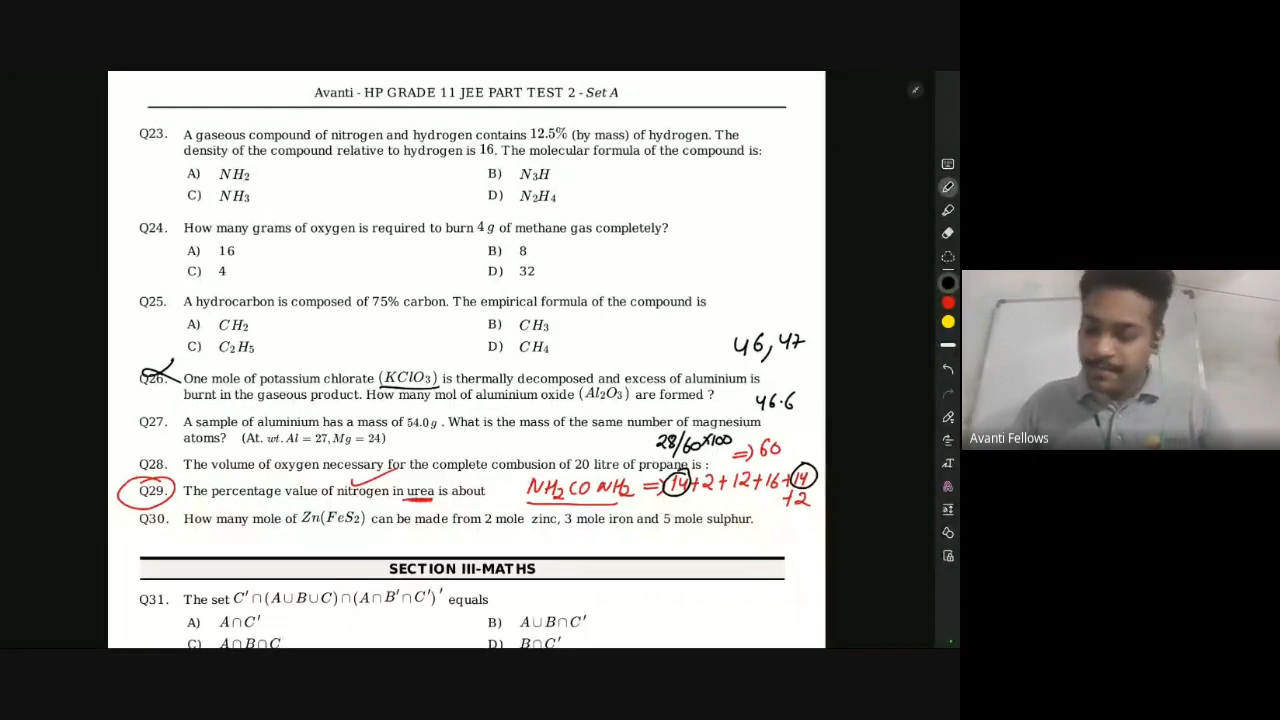 Avanti - HP GRADE 11 JEE PART TEST 2 - Set A
Q23. A gaseous compound of nitrogen and hydrogen contains 12.5% (by mass) of hydrogen. The
density of the compound relative to hydrogen is 16. The molecular formula of the compound is:
A) NH₂ B) N₃H
C) NH₃ D) N₂H₄
Q24. How many grams of oxygen is required to burn 4 g of methane gas completely?
A) 16 B) 8
C) 4 D) 32
Q25. A hydrocarbon is composed of 75% carbon. The empirical formula of the compound is
A) CH₂ B) CH₃
C) C₂H₅ D) CH₄
46, 47
Q26. One mole of potassium chlorate (KClO₃) is thermally decomposed and excess of aluminium is
burnt in the gaseous product. How many mol of aluminium oxide (Al₂O₃) are formed ?
46.6
Q27. A sample of aluminium has a mass of 54.0 g . What is the mass of the same number of magnesium
atoms? (At. wt. Al = 27, Mg = 24)
28/60 × 100 => 60
Q28. The volume of oxygen necessary for the complete combusion of 20 litre of propane is :
Q29. The percentage value of nitrogen in urea is about NH₂CO NH₂ => 14+2+12+16+14
+2
Q30. How many mole of Zn(FeS₂) can be made from 2 mole zinc, 3 mole iron and 5 mole sulphur.
SECTION III-MATHS
Q31. The set C′∩(A∪B∪C)∩(A∩B′∩C′)′ equals
A) A∩C′ B) A∪B∩C′
C) A∩B∩C D) B∩C′
Avanti Fellows